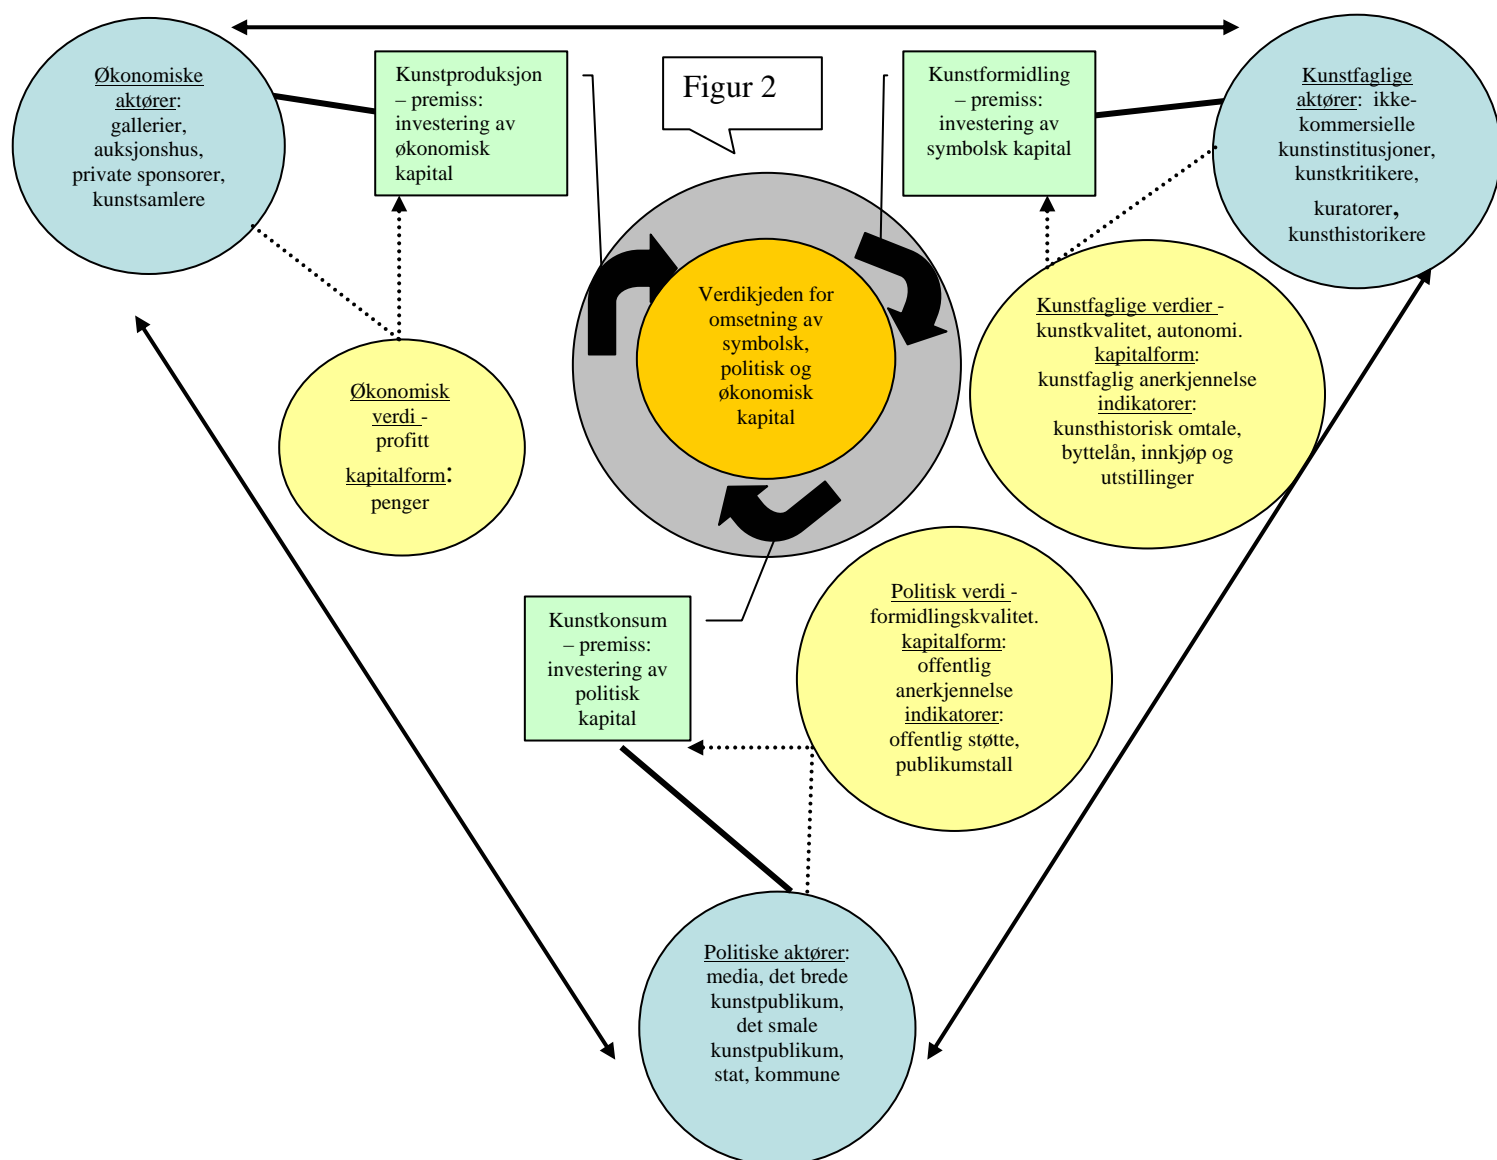 Økonomiske
aktører:
gallerier,
auksjonshus,
private sponsorer,
kunstsamlere
Kunstproduksjon
– premiss:
investering av
økonomisk
kapital
Figur 2
Kunstformidling
– premiss:
investering av
symbolsk kapital
Kunstfaglige
aktører: ikke-
kommersielle
kunstinstitusjoner,
kunstkritikere,
kuratorer,
kunsthistorikere
Verdikjeden for
omsetning av
symbolsk,
politisk og
økonomisk
kapital
Økonomisk
verdi -
profitt
kapitalform:
penger
Kunstfaglige verdier -
kunstkvalitet, autonomi.
kapitalform:
kunstfaglig anerkjennelse
indikatorer:
kunsthistorisk omtale,
byttelån, innkjøp og
utstillinger
Kunstkonsum
– premiss:
investering av
politisk
kapital
Politisk verdi -
formidlingskvalitet.
kapitalform:
offentlig
anerkjennelse
indikatorer:
offentlig støtte,
publikumstall
Politiske aktører:
media, det brede
kunstpublikum,
det smale
kunstpublikum,
stat, kommune